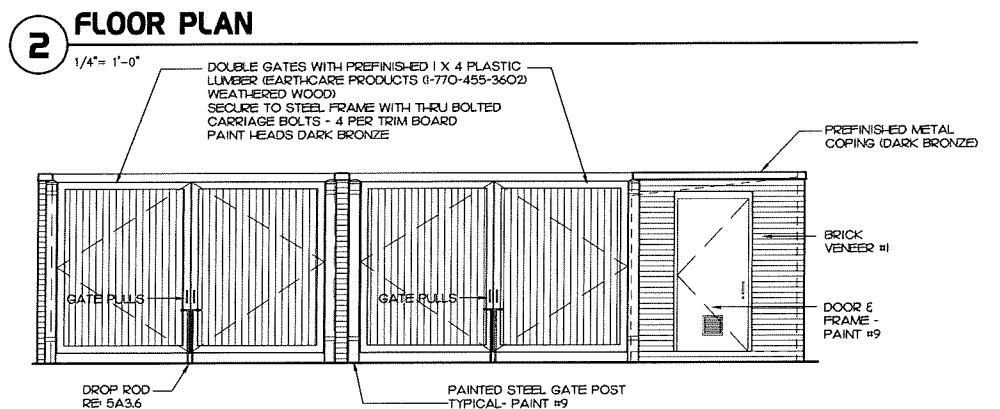 2
FLOOR PLAN
1/4"= 1'-0"
DOUBLE GATES WITH PREFINISHED 1 X 4 PLASTIC
LUMBER (EARTHCARE PRODUCTS (1-770-455-3602)
WEATHERED WOOD)
SECURE TO STEEL FRAME WITH THRU BOLTED
CARRIAGE BOLTS - 4 PER TRIM BOARD
PAINT HEADS DARK BRONZE
PREFINISHED METAL
COPING (DARK BRONZE)
BRICK
VENEER #1
GATE PULLS
GATE PULLS
DOOR &
FRAME -
PAINT #9
DROP ROD
RE: 5A3.6
PAINTED STEEL GATE POST
TYPICAL- PAINT #9